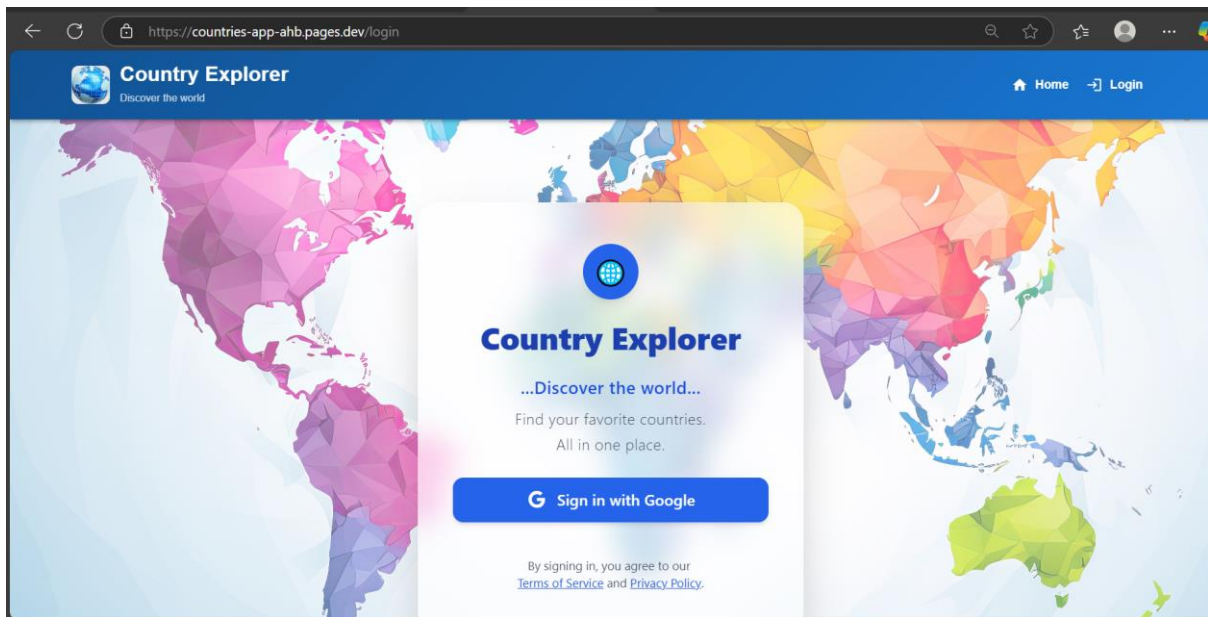 https://countries-app-ahb.pages.dev/login
Country Explorer
Discover the world
Home
Login
Country Explorer
...Discover the world...
Find your favorite countries.
All in one place.
G Sign in with Google
By signing in, you agree to our
Terms of Service and Privacy Policy.